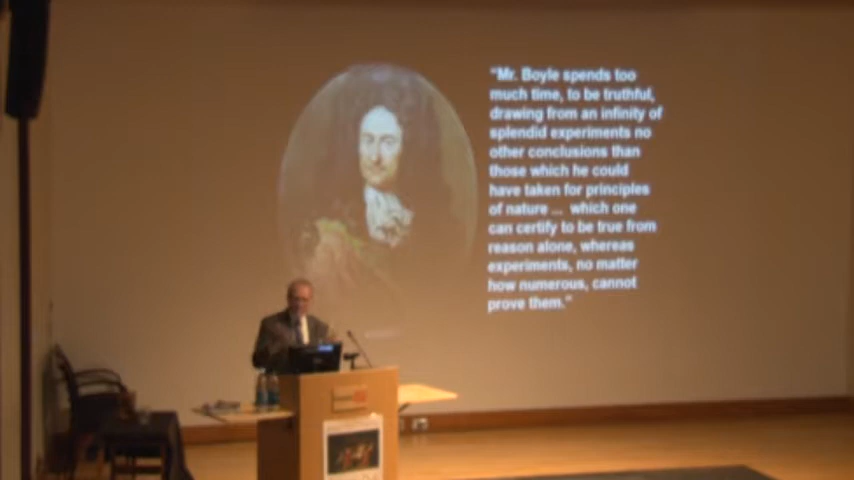 "Mr. Boyle spends too
much time, to be truthful,
drawing from an infinity of
splendid experiments no
other conclusions than
those which he could
have taken for principles
of nature ... which one
can certify to be true from
reason alone, whereas
experiments, no matter
how numerous, cannot
prove them."